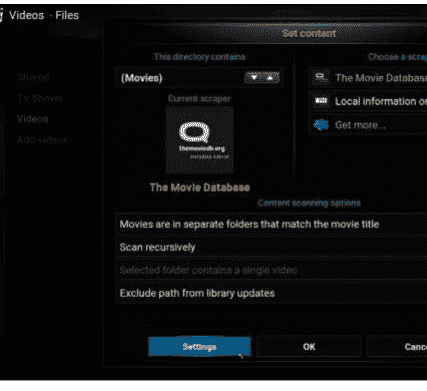 Videos - Files
Set content
This directory contains
Choose a scra
(Movies)
The Movie Database
Shared
TV Shows
Videos
Add videos
Current scraper
Local information on
Get more...
themoviedb.org
The Movie Database
Content scanning options
Movies are in separate folders that match the movie title
Scan recursively
Selected folder contains a single video
Exclude path from library updates
Settings
OK
Canc